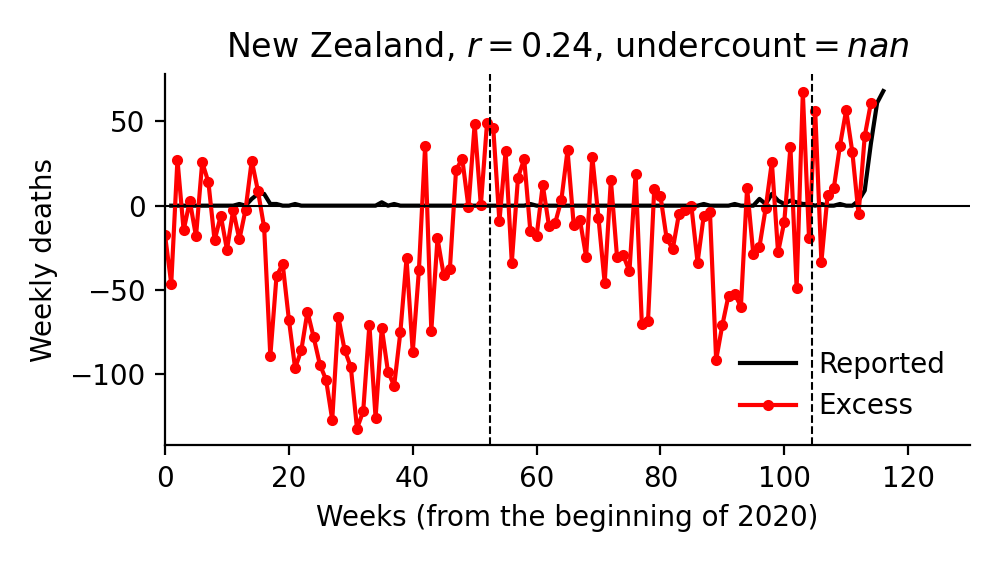 New Zealand, r = 0.24, undercount = nan
Weekly deaths
50
0
−50
−100
Reported
Excess
0 20 40 60 80 100 120
Weeks (from the beginning of 2020)